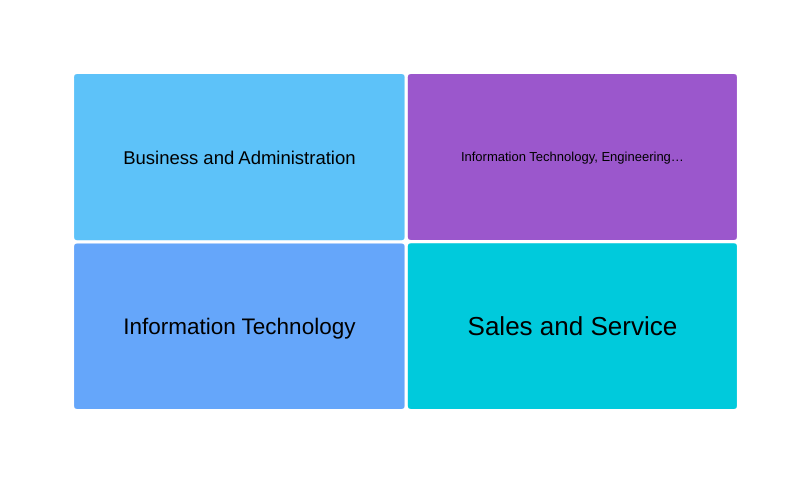 Business and Administration
Information Technology, Engineering…
Information Technology
Sales and Service